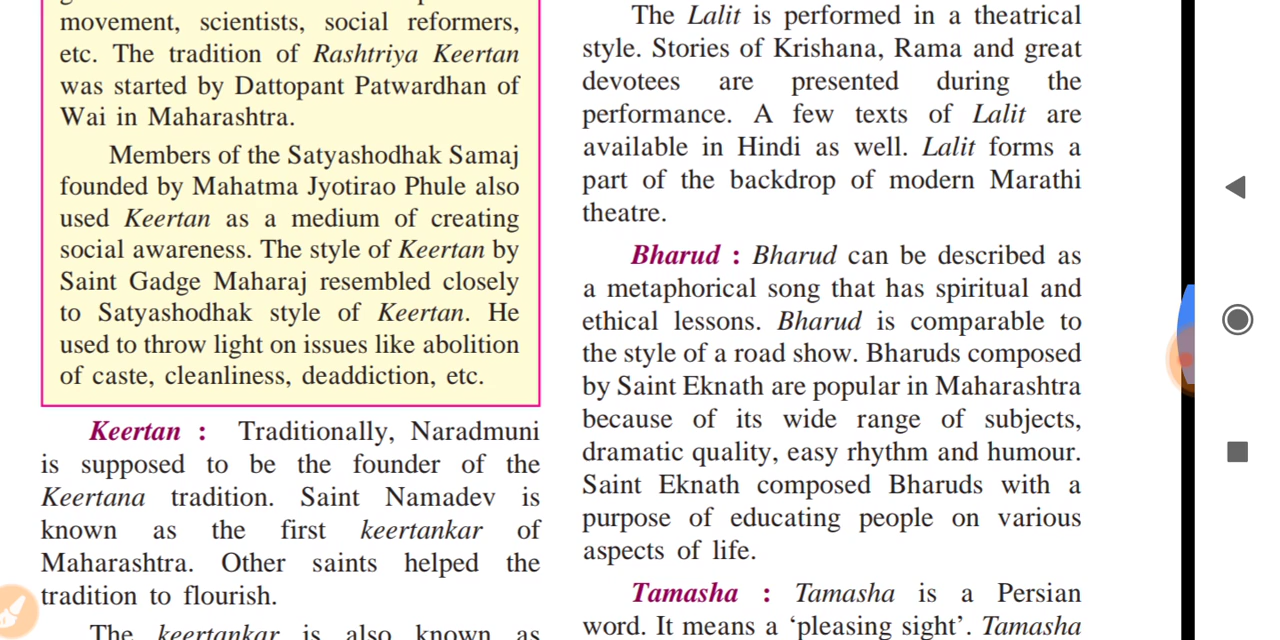 movement, scientists, social reformers,
etc. The tradition of Rashtriya Keertan
was started by Dattopant Patwardhan of
Wai in Maharashtra.
Members of the Satyashodhak Samaj
founded by Mahatma Jyotirao Phule also
used Keertan as a medium of creating
social awareness. The style of Keertan by
Saint Gadge Maharaj resembled closely
to Satyashodhak style of Keertan. He
used to throw light on issues like abolition
of caste, cleanliness, deaddiction, etc.
Keertan : Traditionally, Naradmuni
is supposed to be the founder of the
Keertana tradition. Saint Namadev is
known as the first keertankar of
Maharashtra. Other saints helped the
tradition to flourish.
The keertankar is also known as
The Lalit is performed in a theatrical
style. Stories of Krishana, Rama and great
devotees are presented during the
performance. A few texts of Lalit are
available in Hindi as well. Lalit forms a
part of the backdrop of modern Marathi
theatre.
Bharud : Bharud can be described as
a metaphorical song that has spiritual and
ethical lessons. Bharud is comparable to
the style of a road show. Bharuds composed
by Saint Eknath are popular in Maharashtra
because of its wide range of subjects,
dramatic quality, easy rhythm and humour.
Saint Eknath composed Bharuds with a
purpose of educating people on various
aspects of life.
Tamasha : Tamasha is a Persian
word. It means a ‘pleasing sight’. Tamasha